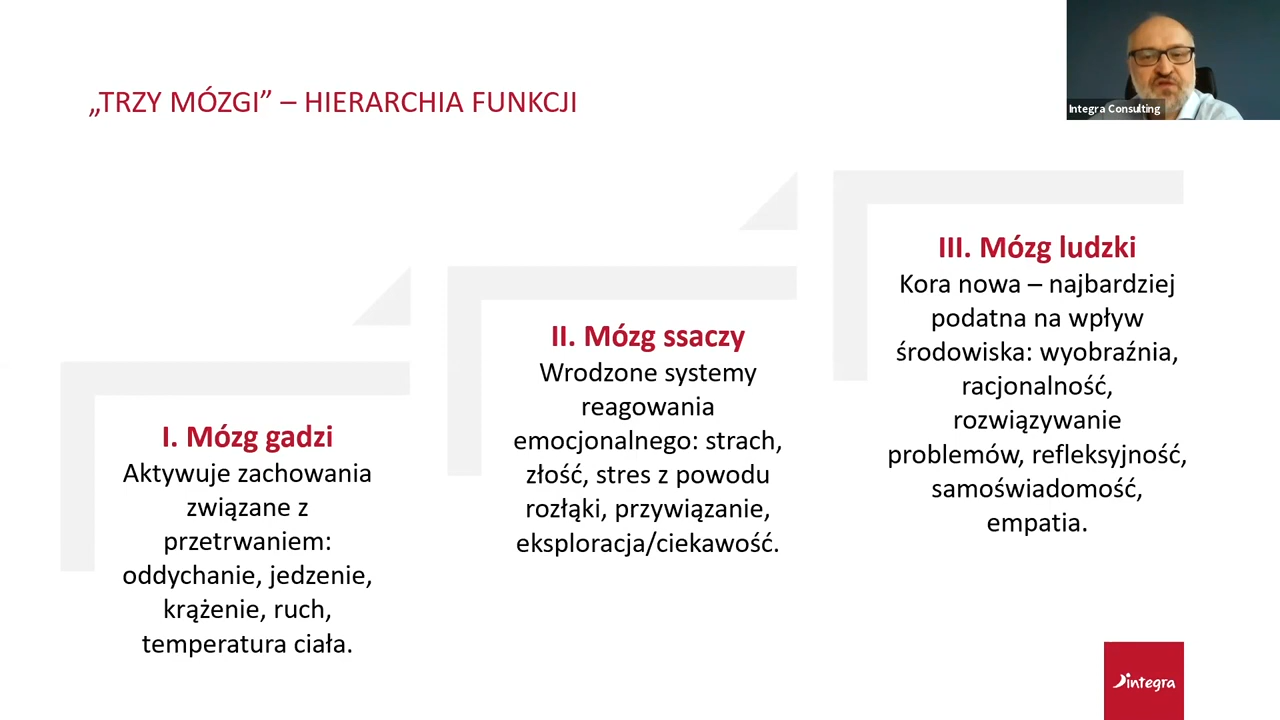 „TRZY MÓZGI” – HIERARCHIA FUNKCJI
Integra Consulting
I. Mózg gadzi
Aktywuje zachowania
związane z
przetrwaniem:
oddychanie, jedzenie,
krążenie, ruch,
temperatura ciała.
II. Mózg ssaczy
Wrodzone systemy
reagowania
emocjonalnego: strach,
złość, stres z powodu
rozłąki, przywiązanie,
eksploracja/ciekawość.
III. Mózg ludzki
Kora nowa – najbardziej
podatna na wpływ
środowiska: wyobraźnia,
racjonalność,
rozwiązywanie
problemów, refleksyjność,
samoświadomość,
empatia.
integra